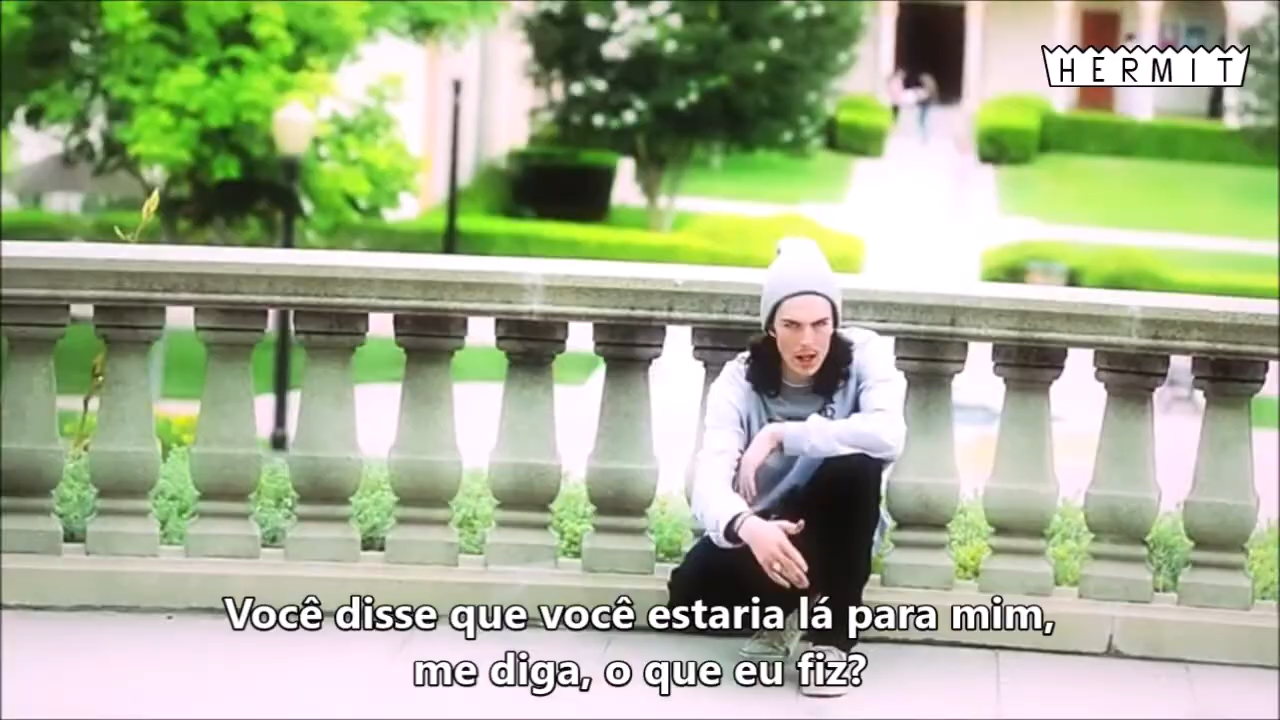 HERMIT
Você disse que você estaria lá para mim,
me diga, o que eu fiz?